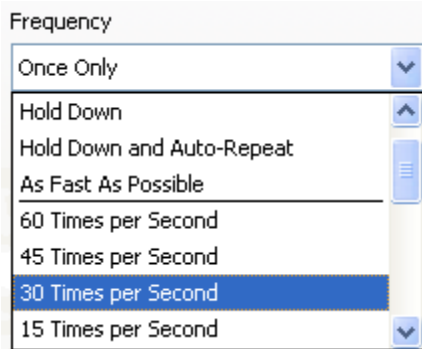 Frequency
Once Only
Hold Down
Hold Down and Auto-Repeat
As Fast As Possible
60 Times per Second
45 Times per Second
30 Times per Second
15 Times per Second